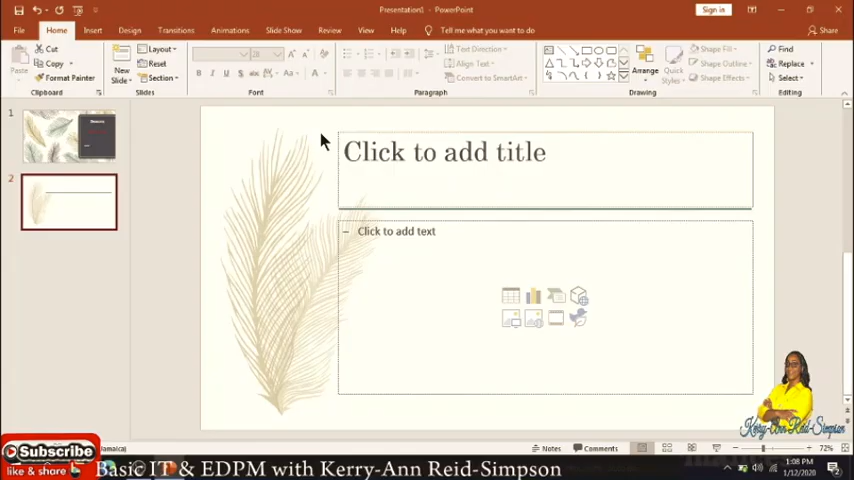 Presentation1 - PowerPoint
Sign in
File Home Insert Design Transitions Animations Slide Show Review View Help Tell me what you want to do Share
Cut
Copy
Format Painter
Paste
Clipboard
New
Slide
Layout
Reset
Section
Slides
28
Font
Text Direction
Align Text
Convert to SmartArt
Paragraph
Arrange
Quick
Styles
Shape Fill
Shape Outline
Shape Effects
Drawing
Find
Replace
Select
Editing
1
2
Click to add title
– Click to add text
Kerry-Ann Reid-Simpson
Notes Comments 72%
Subscribe
like & share
Basic IT & EDPM with Kerry-Ann Reid-Simpson
1:08 PM
1/12/2020